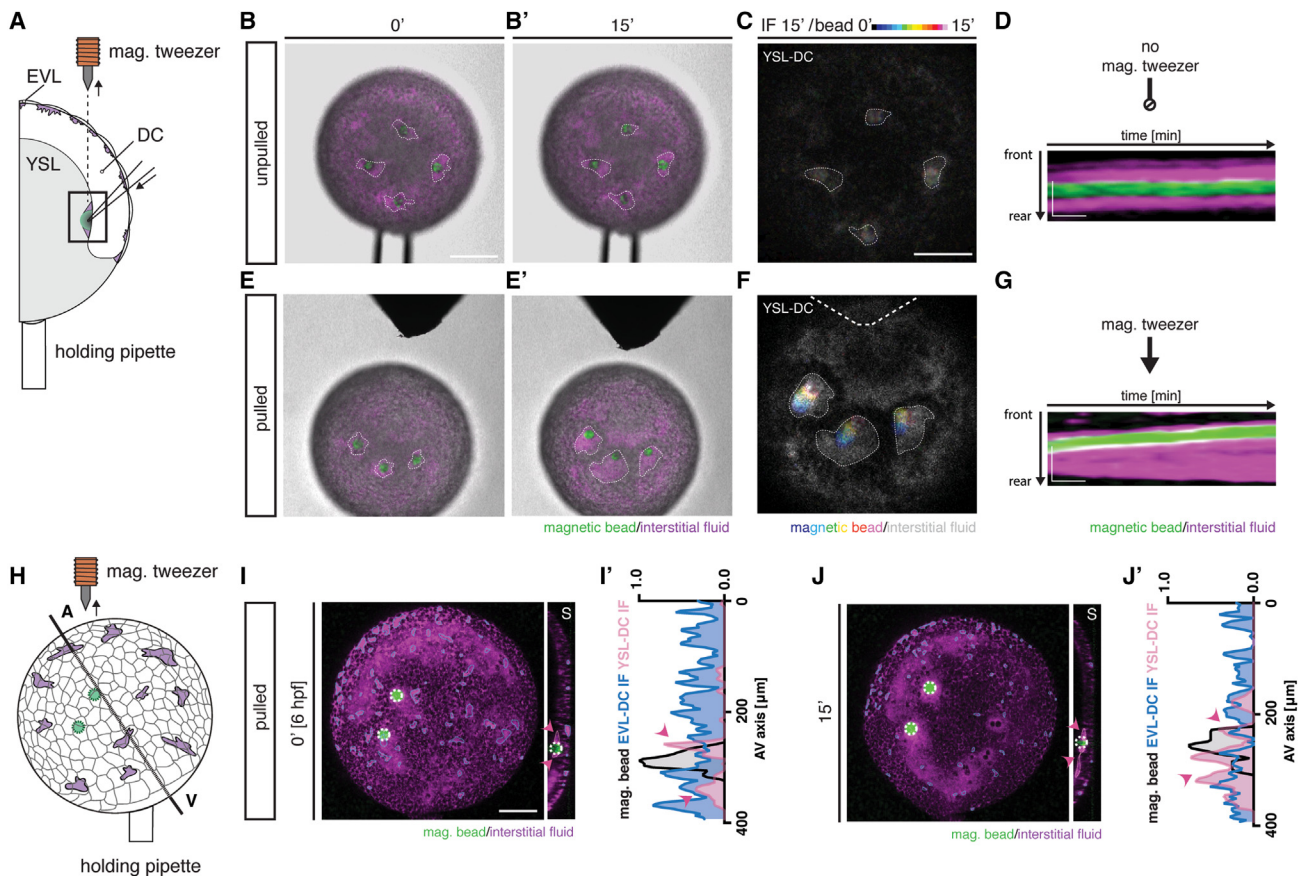 A
mag. tweezer
EVL
DC
YSL
holding pipette
B
0’
B’
15’
unpulled
C
IF 15’ /bead 0’ 15’
YSL-DC
D
no
mag. tweezer
time [min]
front
rear
E
E’
pulled
magnetic bead/interstitial fluid
F
YSL-DC
magnetic bead/interstitial fluid
G
mag. tweezer
time [min]
front
rear
magnetic bead/interstitial fluid
H
mag. tweezer
A
V
holding pipette
pulled
I
0’ [6 hpf]
S
mag. bead/interstitial fluid
I’
1.0
0.0
mag. bead EVL-DC IF YSL-DC IF
0
200
400
AV axis [μm]
J
15’
S
mag. bead/interstitial fluid
J’
1.0
0.0
mag. bead EVL-DC IF YSL-DC IF
0
200
400
AV axis [μm]